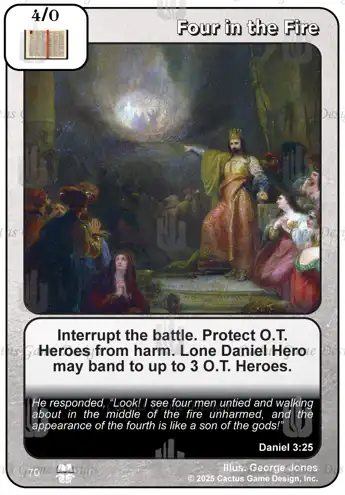 4/0
Four in the Fire
Interrupt the battle. Protect O.T.
Heroes from harm. Lone Daniel Hero
may band to up to 3 O.T. Heroes.
He responded, "Look! I see four men untied and walking
about in the middle of the fire unharmed, and the
appearance of the fourth is like a son of the gods!"
Daniel 3:25
70
Illus. George Jones
© 2025 Cactus Game Design, Inc.